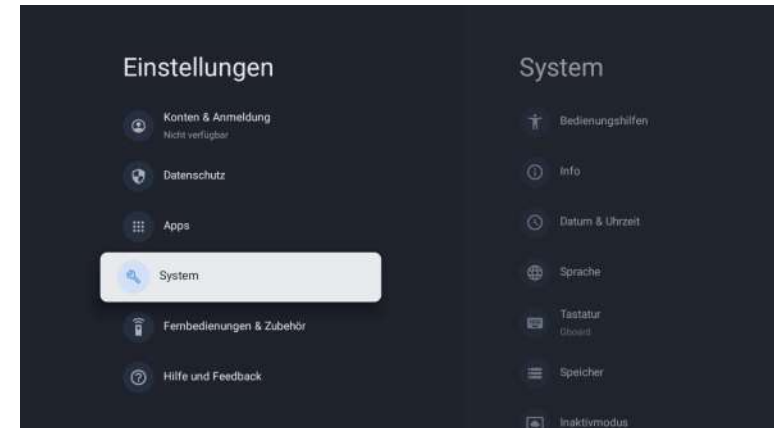 Einstellungen
Konten & Anmeldung
Nicht verfügbar
Datenschutz
Apps
System
Fernbedienungen & Zubehör
Hilfe und Feedback
System
Bedienungshilfen
Info
Datum & Uhrzeit
Sprache
Tastatur
Gboard
Speicher
Inaktivmodus